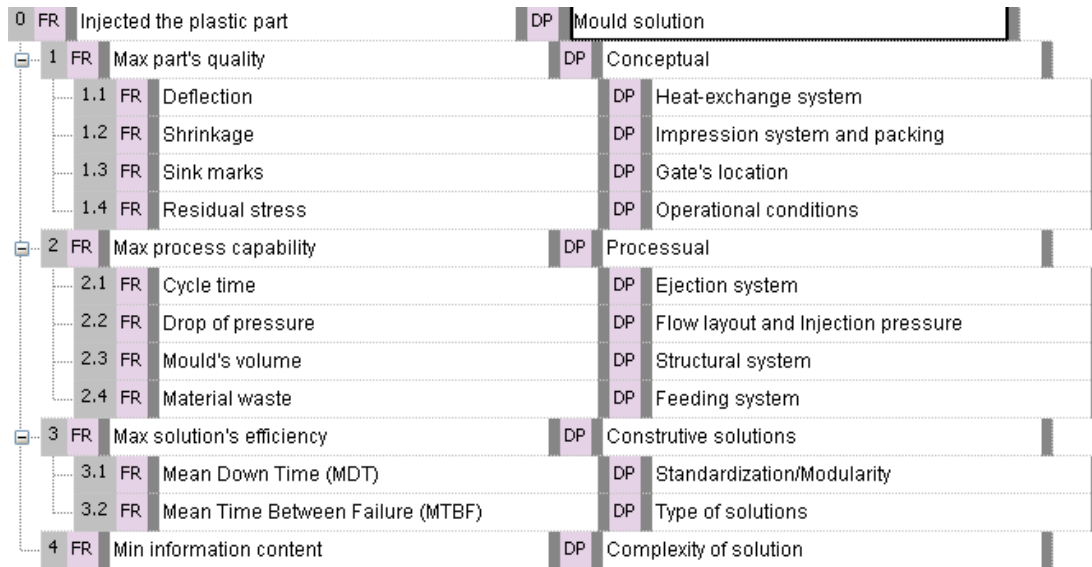 0 FR Injected the plastic part DP Mould solution
1 FR Max part's quality DP Conceptual
1.1 FR Deflection DP Heat-exchange system
1.2 FR Shrinkage DP Impression system and packing
1.3 FR Sink marks DP Gate's location
1.4 FR Residual stress DP Operational conditions
2 FR Max process capability DP Processual
2.1 FR Cycle time DP Ejection system
2.2 FR Drop of pressure DP Flow layout and Injection pressure
2.3 FR Mould's volume DP Structural system
2.4 FR Material waste DP Feeding system
3 FR Max solution's efficiency DP Construtive solutions
3.1 FR Mean Down Time (MDT) DP Standardization/Modularity
3.2 FR Mean Time Between Failure (MTBF) DP Type of solutions
4 FR Min information content DP Complexity of solution